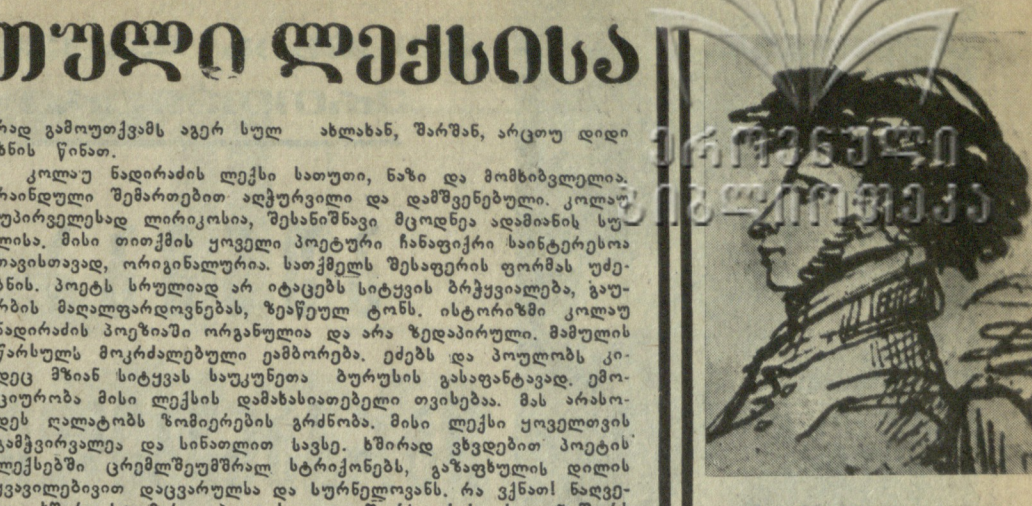 თული ლექსისა
რად გამოუთქვამს აგერ სულ ახლახან, შარშან, არცთუ დიდი
ხნის წინათ.
კოლაუ ნადირაძის ლექსი სათუთი, ნაზი და მომხიბვლელია.
რაინდული შემართებით აღჭურვილი და დამშვენებული. კოლაუ
უპირველესად ლირიკოსია, შესანიშნავი მცოდნეა ადამიანის სუ
ლისა. მისი თითქმის ყოველი პოეტური ჩანაფიქრი საინტერესოა
თავისთავად, ორიგინალურია. სათქმელს შესაფერის ფორმას უძე-
ბნის. პოეტს სრულიად არ იტაცებს სიტყვის ბრჭყვიალება, გაუ-
რბის მაღალფარდოვნებას, ზეაწეულ ტონს. ისტორიზმი კოლაუ
ნადირაძის პოეზიაში ორგანულია და არა ზედაპირული. მამულის
წარსულს მოკრძალებული ეამბორება. ეძებს და პოულობს კი-
დეც მზიან სიტყვას საუკუნეთა ბურუსის გასაფანტავად. ემო-
ციურობა მისი ლექსის დამახასიათებელი თვისებაა. მას არასო-
დეს ღალატობს ზომიერების გრძნობა. მისი ლექსი ყოველთვის
გამჭვირვალეა და სინათლით სავსე. ხშირად ვხვდებით პოეტის
ლექსებში ცრემლშეუმშრალ სტრიქონებს, გაზაფხულის დილის
ყვავილებივით დაცვარულსა და სურნელოვანს. რა ვქნათ! ნაღვე-
ეროვნული
ბიბლიოთეკა